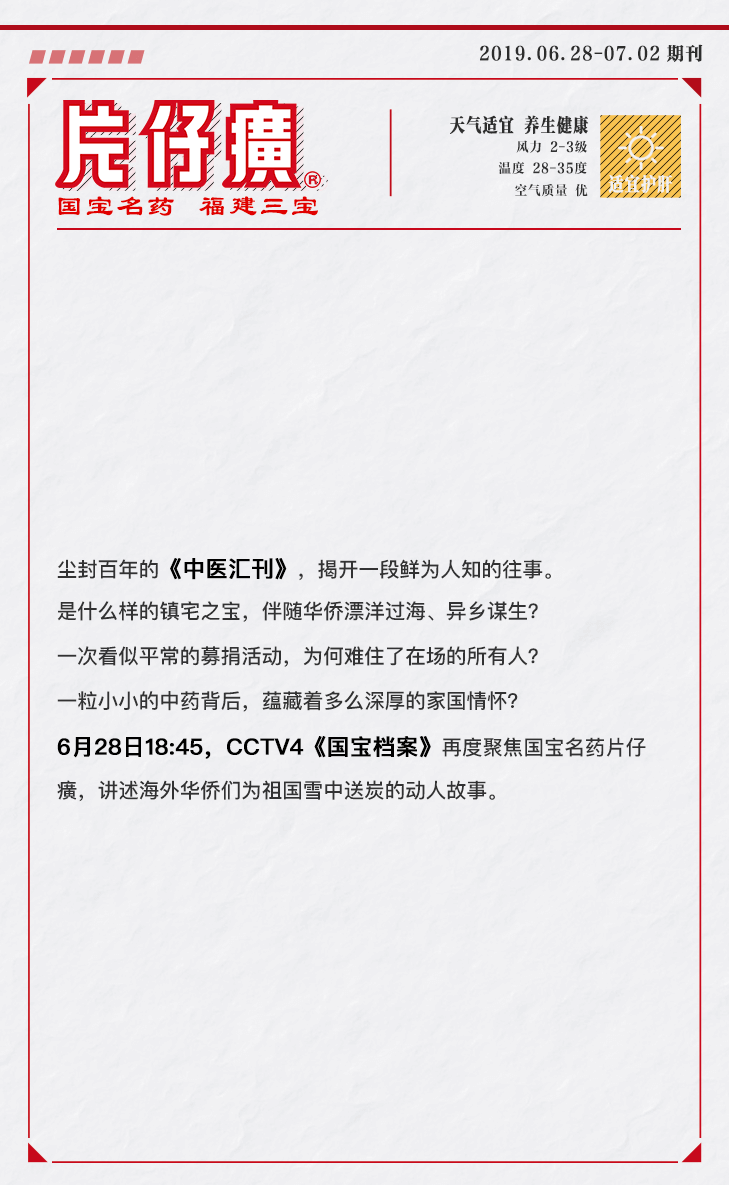 2019.06.28-07.02 期刊
片仔癀®
国宝名药 福建三宝
天气适宜 养生健康
风力 2-3级
温度 28-35度
空气质量 优
适宜护肝
尘封百年的《中医汇刊》，揭开一段鲜为人知的往事。
是什么样的镇宅之宝，伴随华侨漂洋过海、异乡谋生？
一次看似平常的募捐活动，为何难住了在场的所有人？
一粒小小的中药背后，蕴藏着多么深厚的家国情怀？
6月28日18:45，CCTV4《国宝档案》再度聚焦国宝名药片仔
癀，讲述海外华侨们为祖国雪中送炭的动人故事。